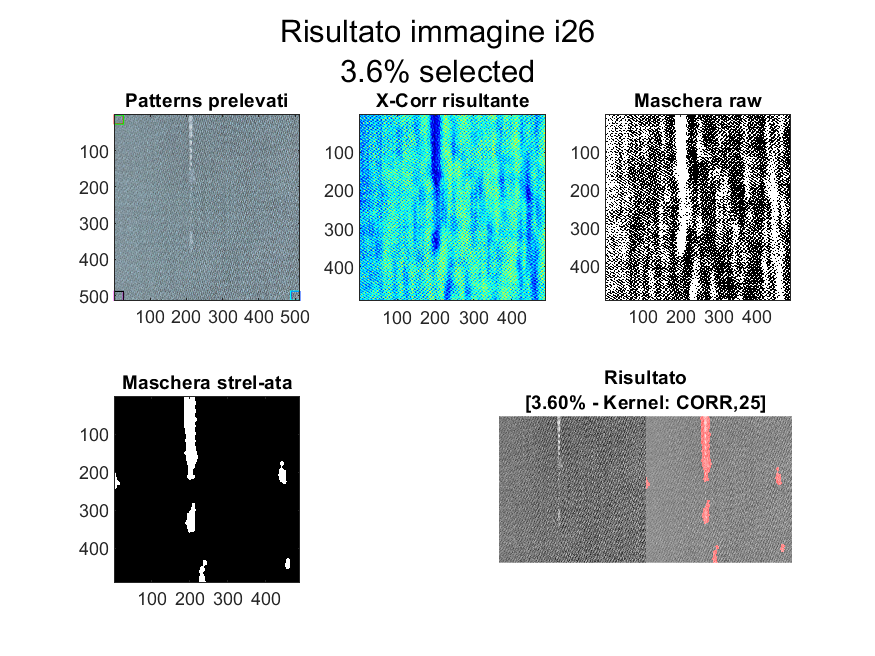 Risultato immagine i26
3.6% selected
Patterns prelevati
100
200
300
400
500
100 200 300 400 500
X-Corr risultante
100
200
300
400
100 200 300 400
Maschera raw
100
200
300
400
100 200 300 400
Maschera strel-ata
100
200
300
400
100 200 300 400
Risultato
[3.60% - Kernel: CORR,25]